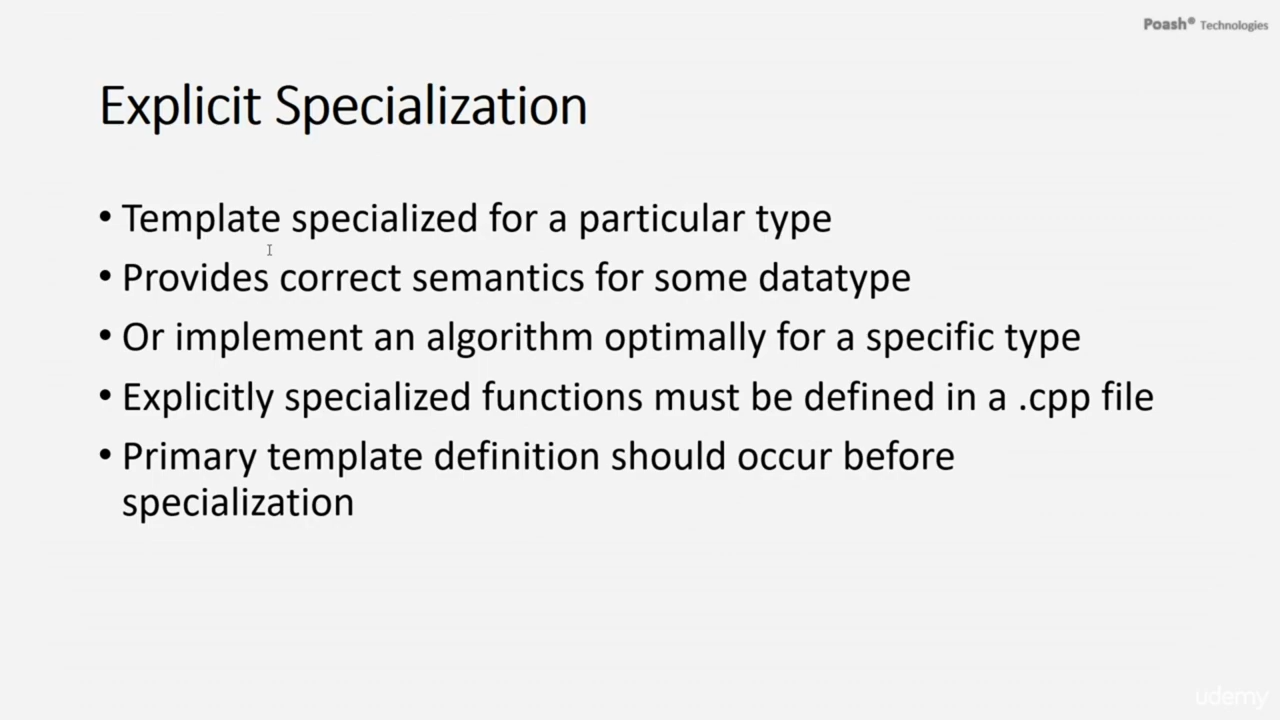 Poash® Technologies
Explicit Specialization
• Template specialized for a particular type
• Provides correct semantics for some datatype
• Or implement an algorithm optimally for a specific type
• Explicitly specialized functions must be defined in a .cpp file
• Primary template definition should occur before
specialization
udemy